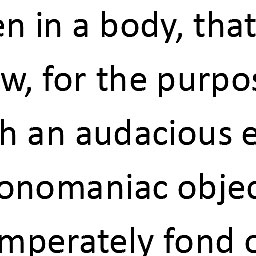 en in a body, that
w, for the purpos
h an audacious e
onomaniac objec
mperately fond o